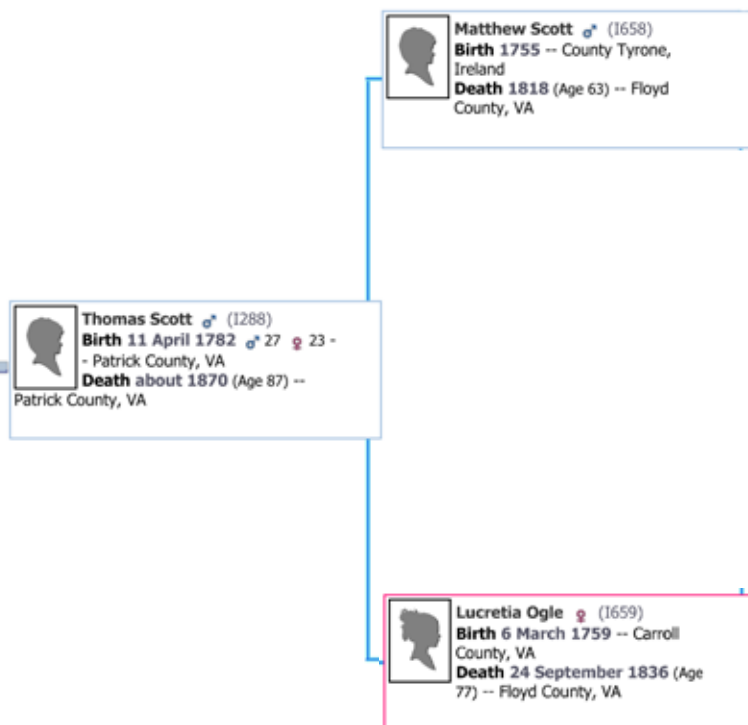 Matthew Scott ♂ (I658)
Birth 1755 -- County Tyrone,
Ireland
Death 1818 (Age 63) -- Floyd
County, VA
Thomas Scott ♂ (I288)
Birth 11 April 1782 ♂ 27 ♀ 23 -
- Patrick County, VA
Death about 1870 (Age 87) --
Patrick County, VA
Lucretia Ogle ♀ (I659)
Birth 6 March 1759 -- Carroll
County, VA
Death 24 September 1836 (Age
77) -- Floyd County, VA